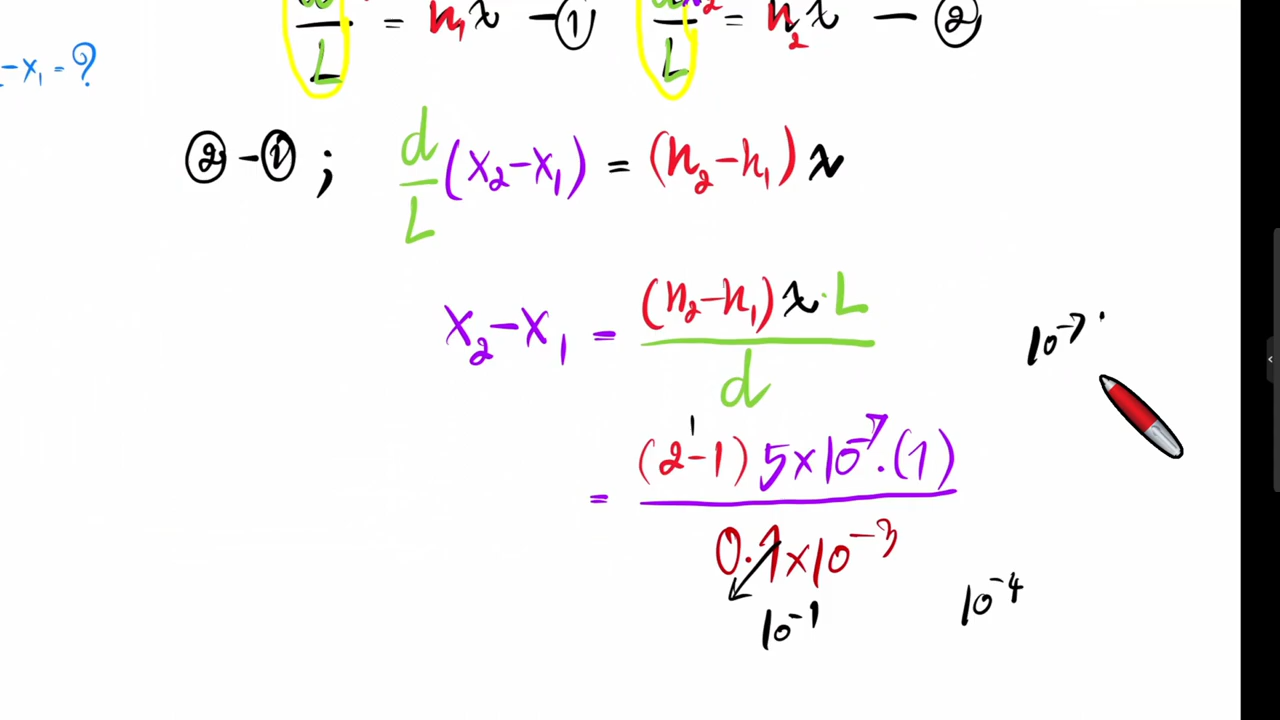 /L = n₁λ – ① /L = n₂λ – ②
–x₁ = ?
② – ① ; d/L (x₂–x₁) = (n₂–n₁) λ
x₂–x₁ = (n₂–n₁) λ·L / d
10⁻⁷
= (2–1) 5×10⁻⁷·(1) / 0.1×10⁻³
1
10⁻¹ 10⁻⁴